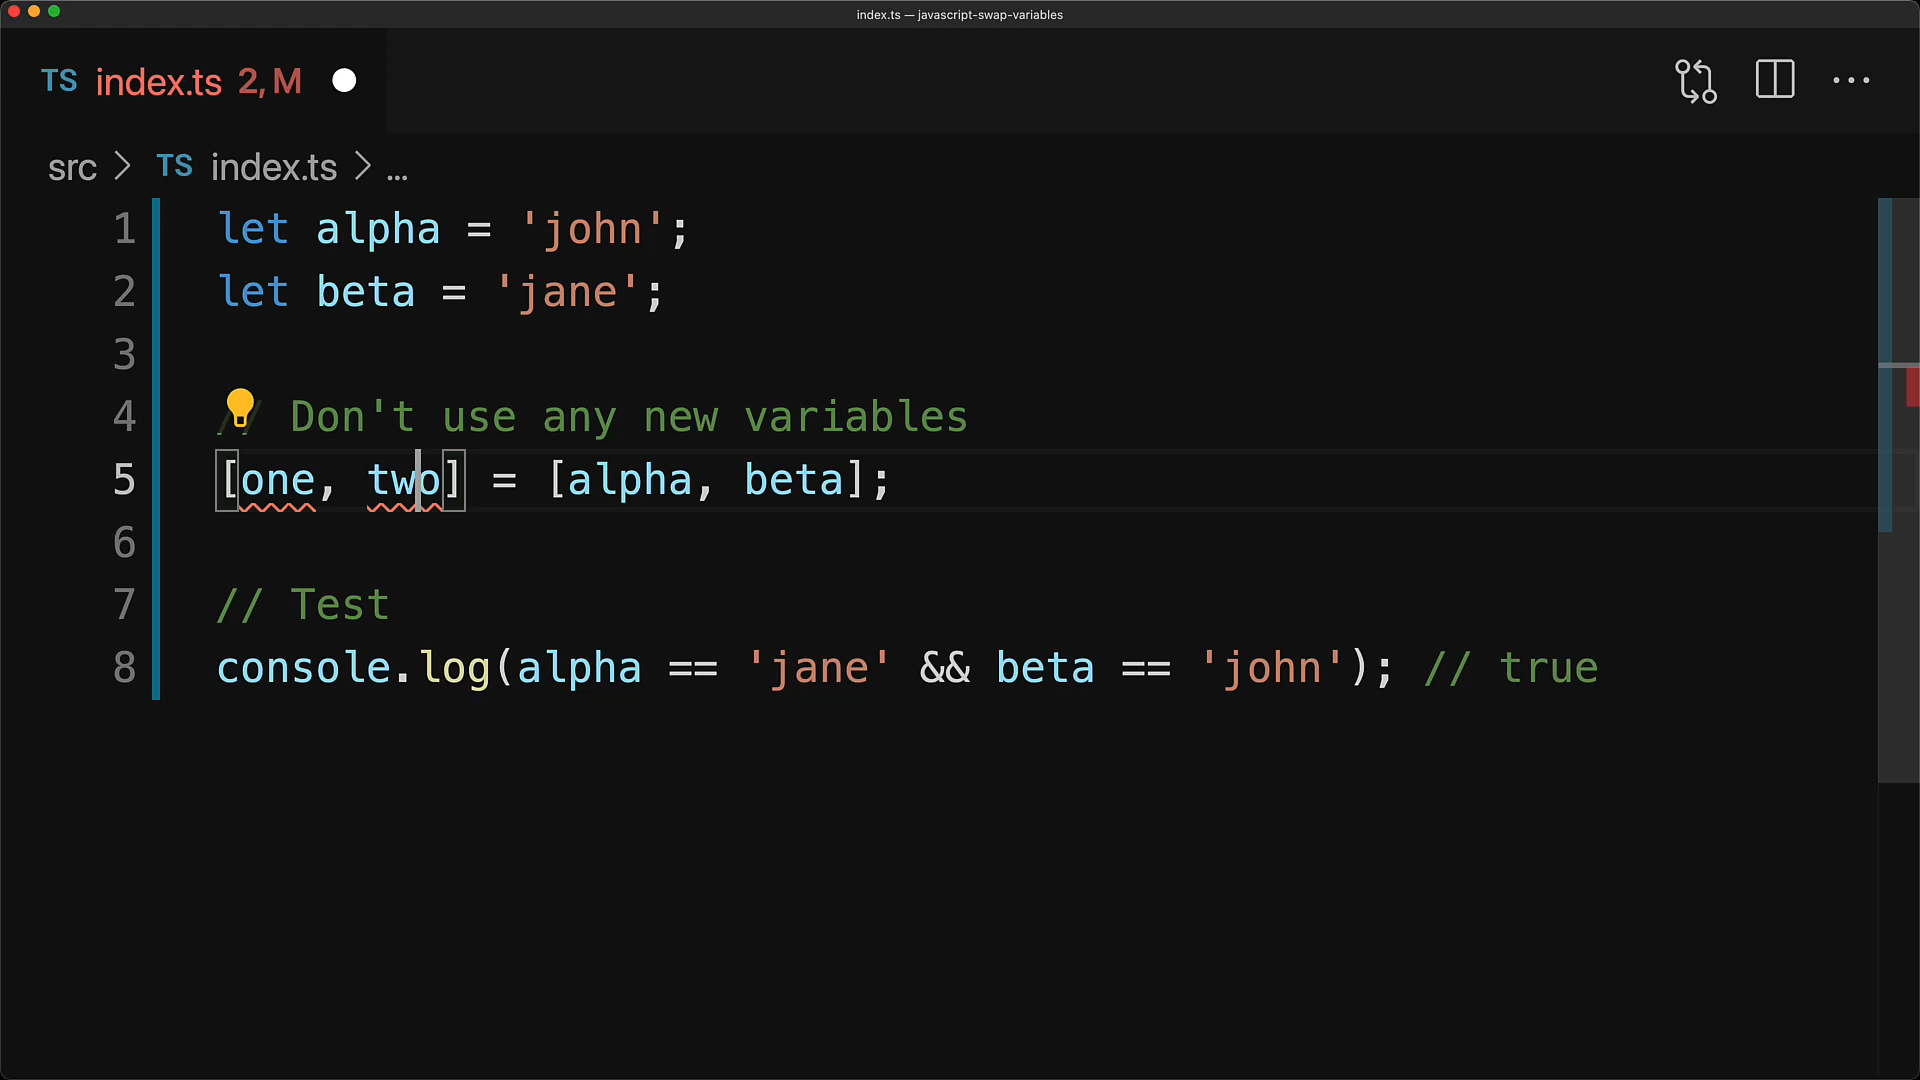 index.ts — javascript-swap-variables
TS index.ts 2, M
src > TS index.ts > ...
1 let alpha = 'john';
2 let beta = 'jane';
3
4 // Don't use any new variables
5 [one, two] = [alpha, beta];
6
7 // Test
8 console.log(alpha == 'jane' && beta == 'john'); // true